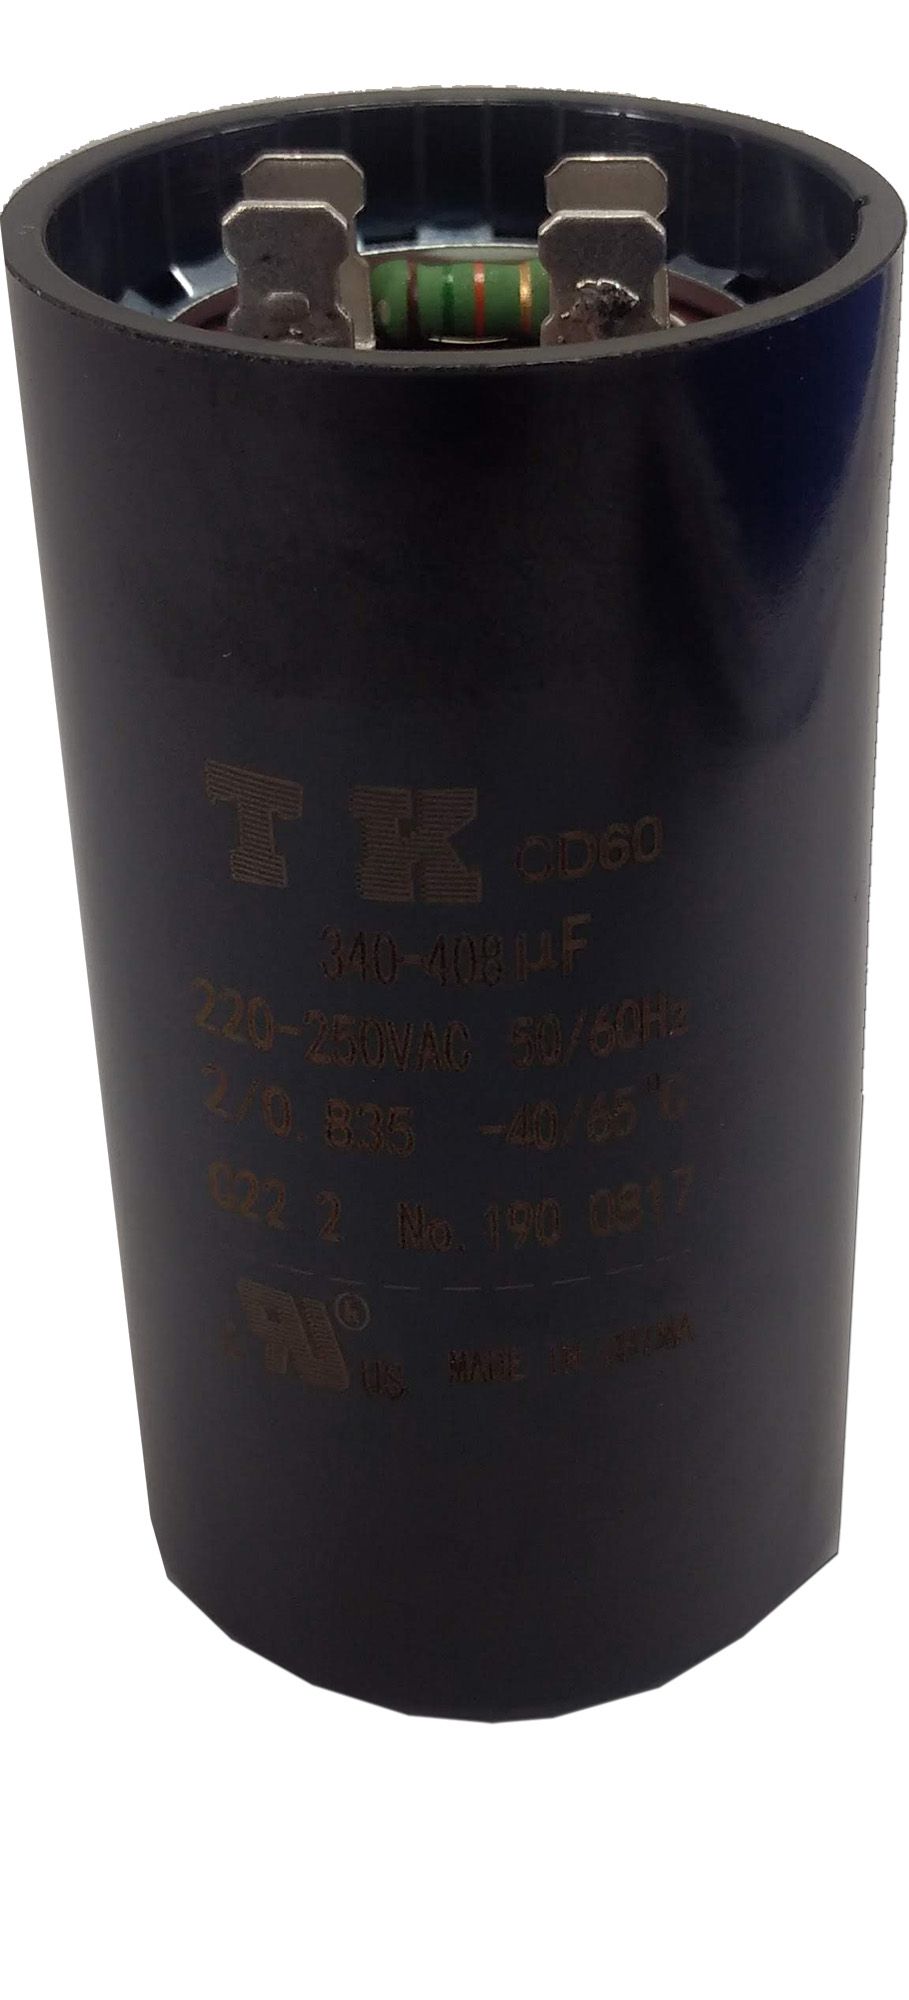 TK CD60
340-408μF
220-250VAC 50/60Hz
2/0.835 -40/65°C
C22.2 No.190 0817
c RU ® US MADE IN CHINA